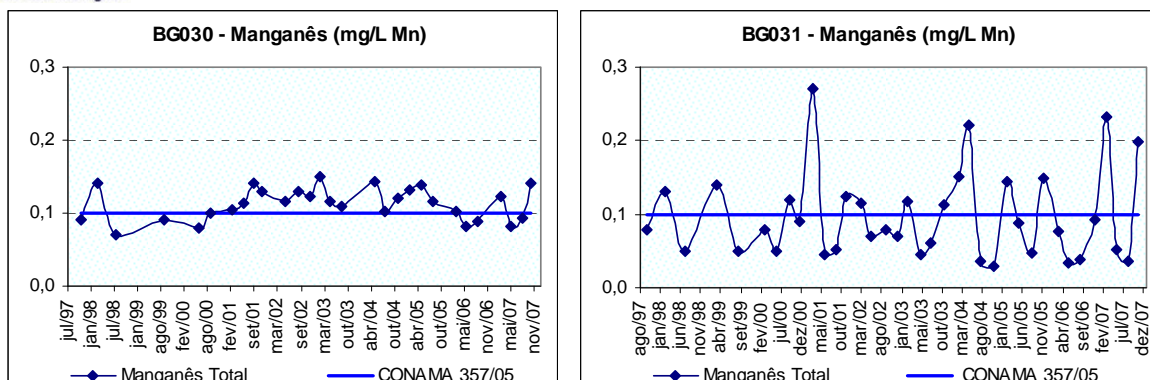 BG030 - Manganês (mg/L Mn)
0,3
0,2
0,1
0,0
jul/97
jan/98
jul/98
jan/99
ago/99
fev/00
ago/00
fev/01
set/01
mar/02
set/02
mar/03
out/03
abr/04
out/04
abr/05
out/05
mai/06
nov/06
mai/07
nov/07
Manganês Total
CONAMA 357/05
BG031 - Manganês (mg/L Mn)
0,3
0,2
0,1
0,0
ago/97
jan/98
jun/98
nov/98
abr/99
set/99
fev/00
jul/00
dez/00
mai/01
out/01
mar/02
ago/02
jan/03
jun/03
nov/03
abr/04
ago/04
jan/05
jun/05
nov/05
abr/06
set/06
fev/07
jul/07
dez/07
Manganês Total
CONAMA 357/05